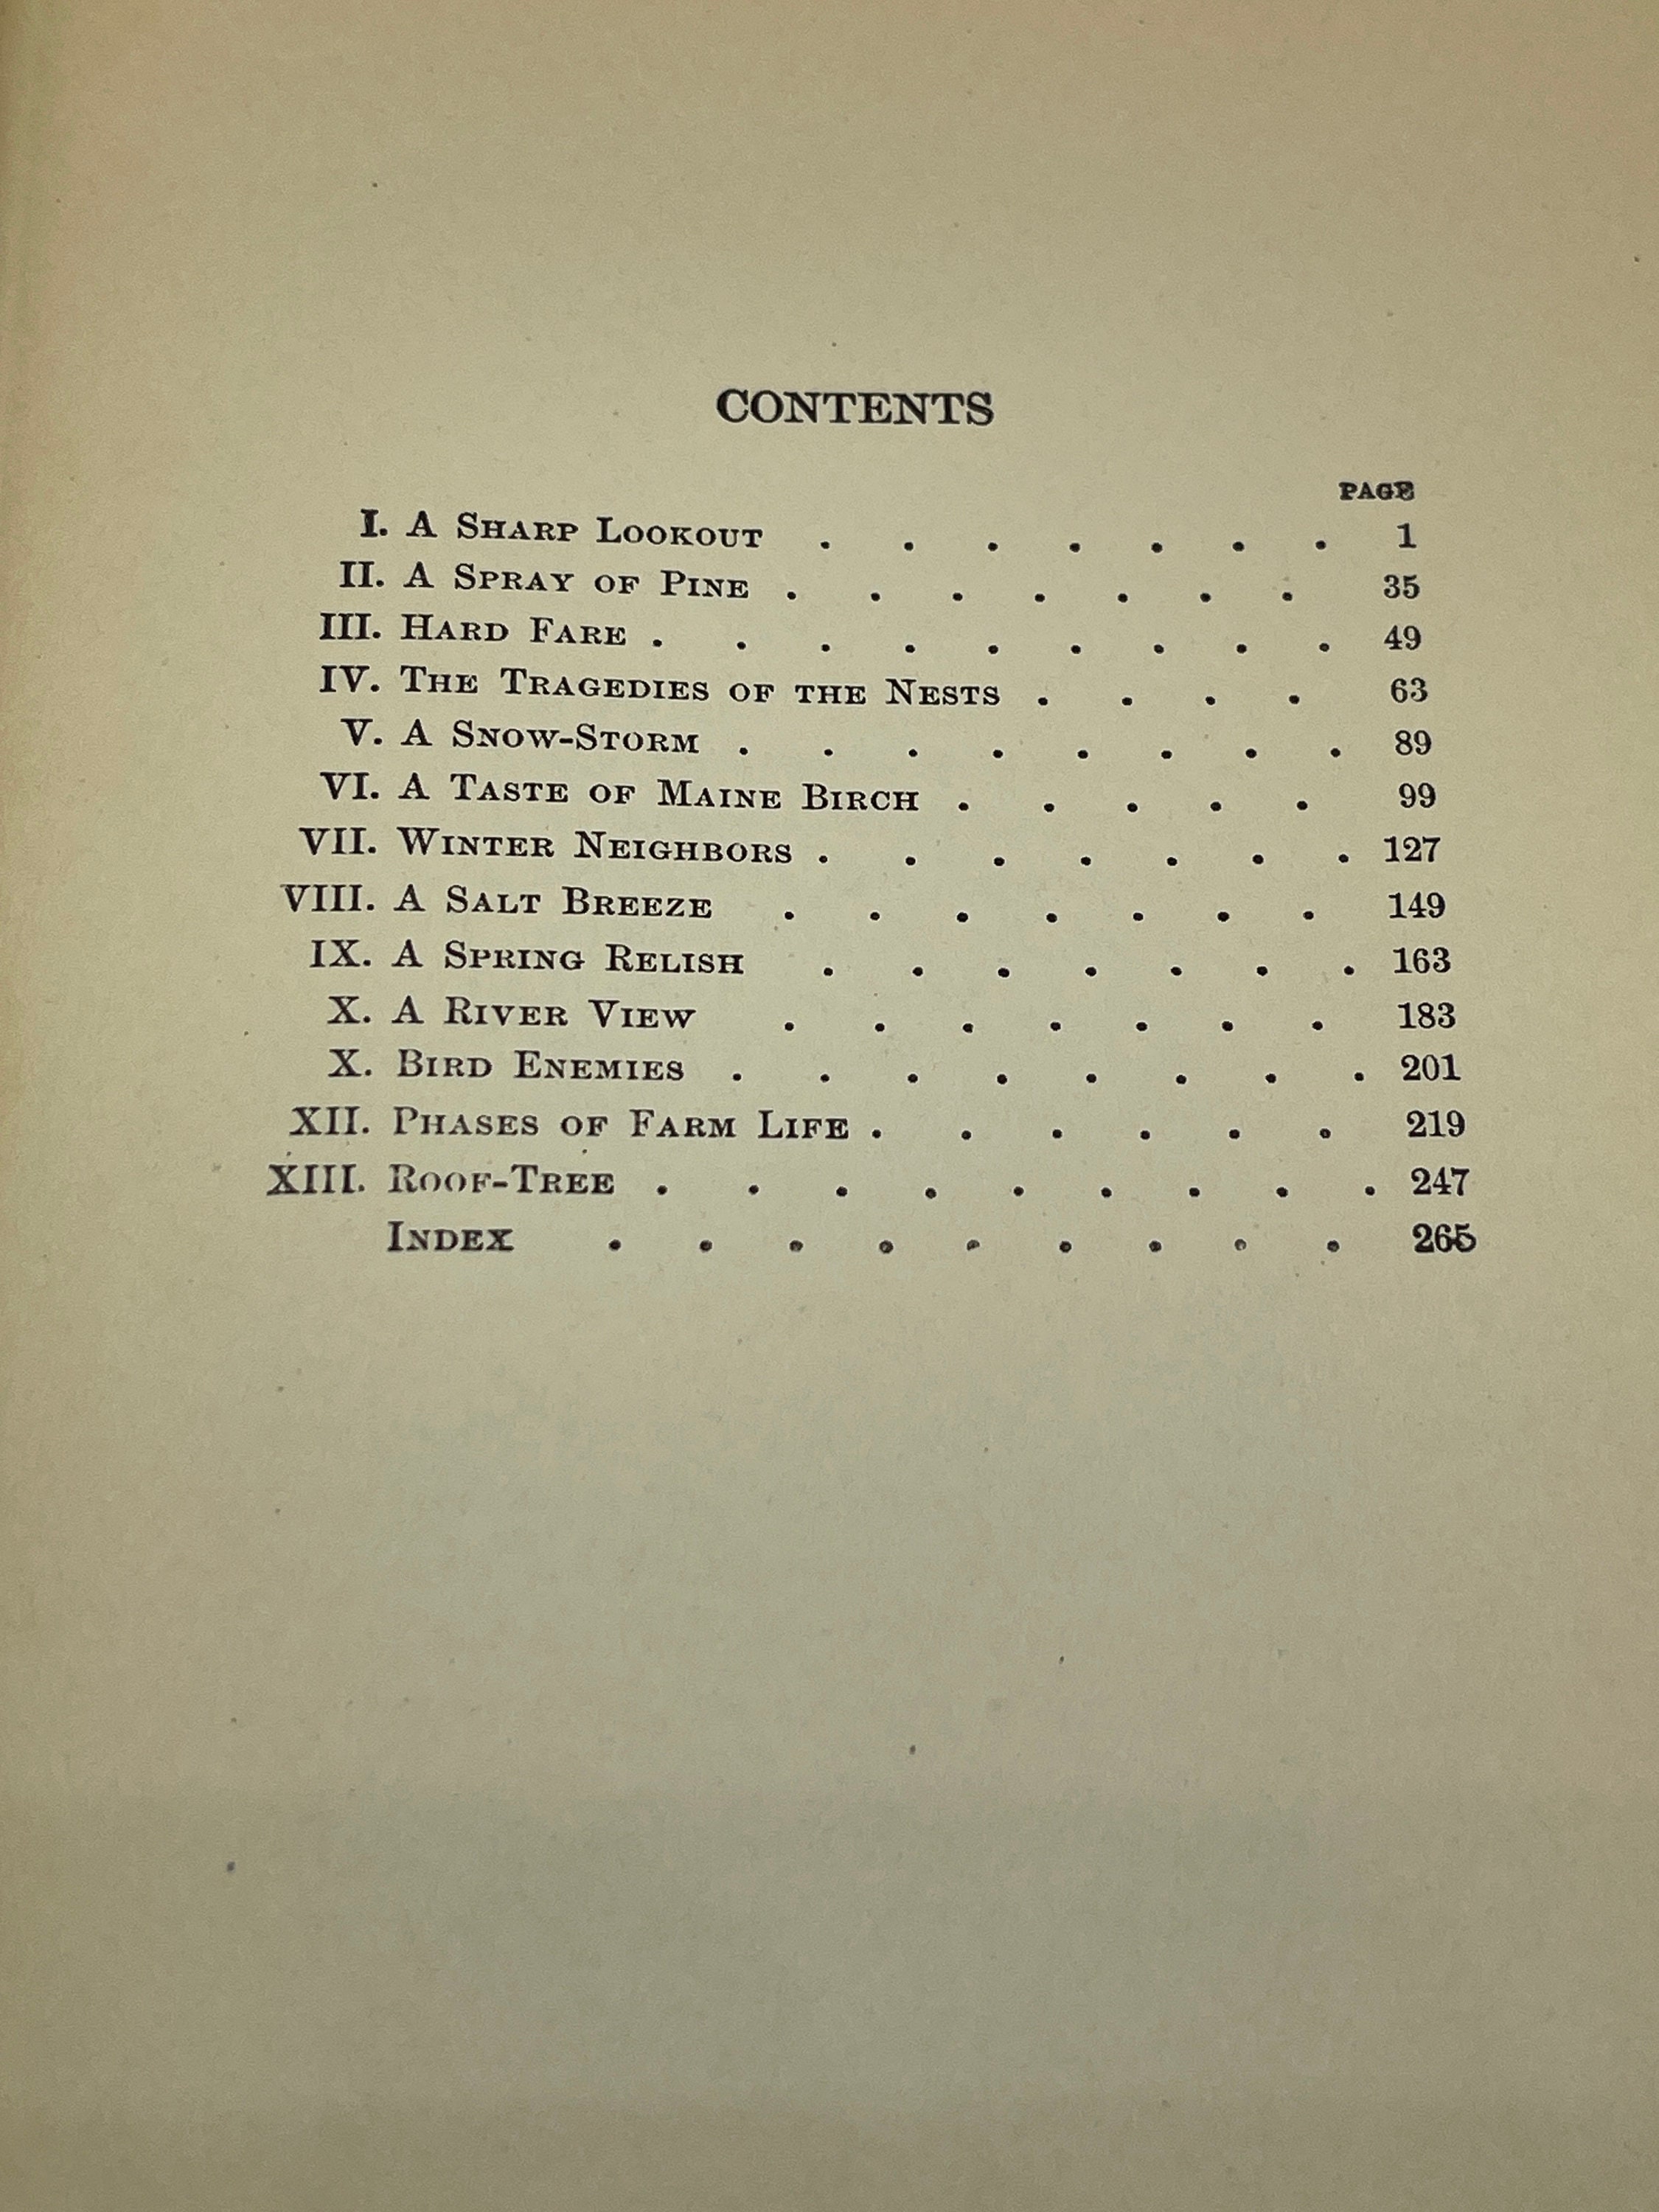 CONTENTS
PAGE
I. A Sharp Lookout . . . . . . . 1
II. A Spray of Pine . . . . . . . 35
III. Hard Fare . . . . . . . . . 49
IV. The Tragedies of the Nests . . . . 63
V. A Snow-Storm . . . . . . . . 89
VI. A Taste of Maine Birch . . . . . 99
VII. Winter Neighbors . . . . . . . 127
VIII. A Salt Breeze . . . . . . . 149
IX. A Spring Relish . . . . . . . 163
X. A River View . . . . . . . 183
X. Bird Enemies . . . . . . . . 201
XII. Phases of Farm Life . . . . . . 219
XIII. Roof-Tree . . . . . . . . . 247
Index . . . . . . . . . 265